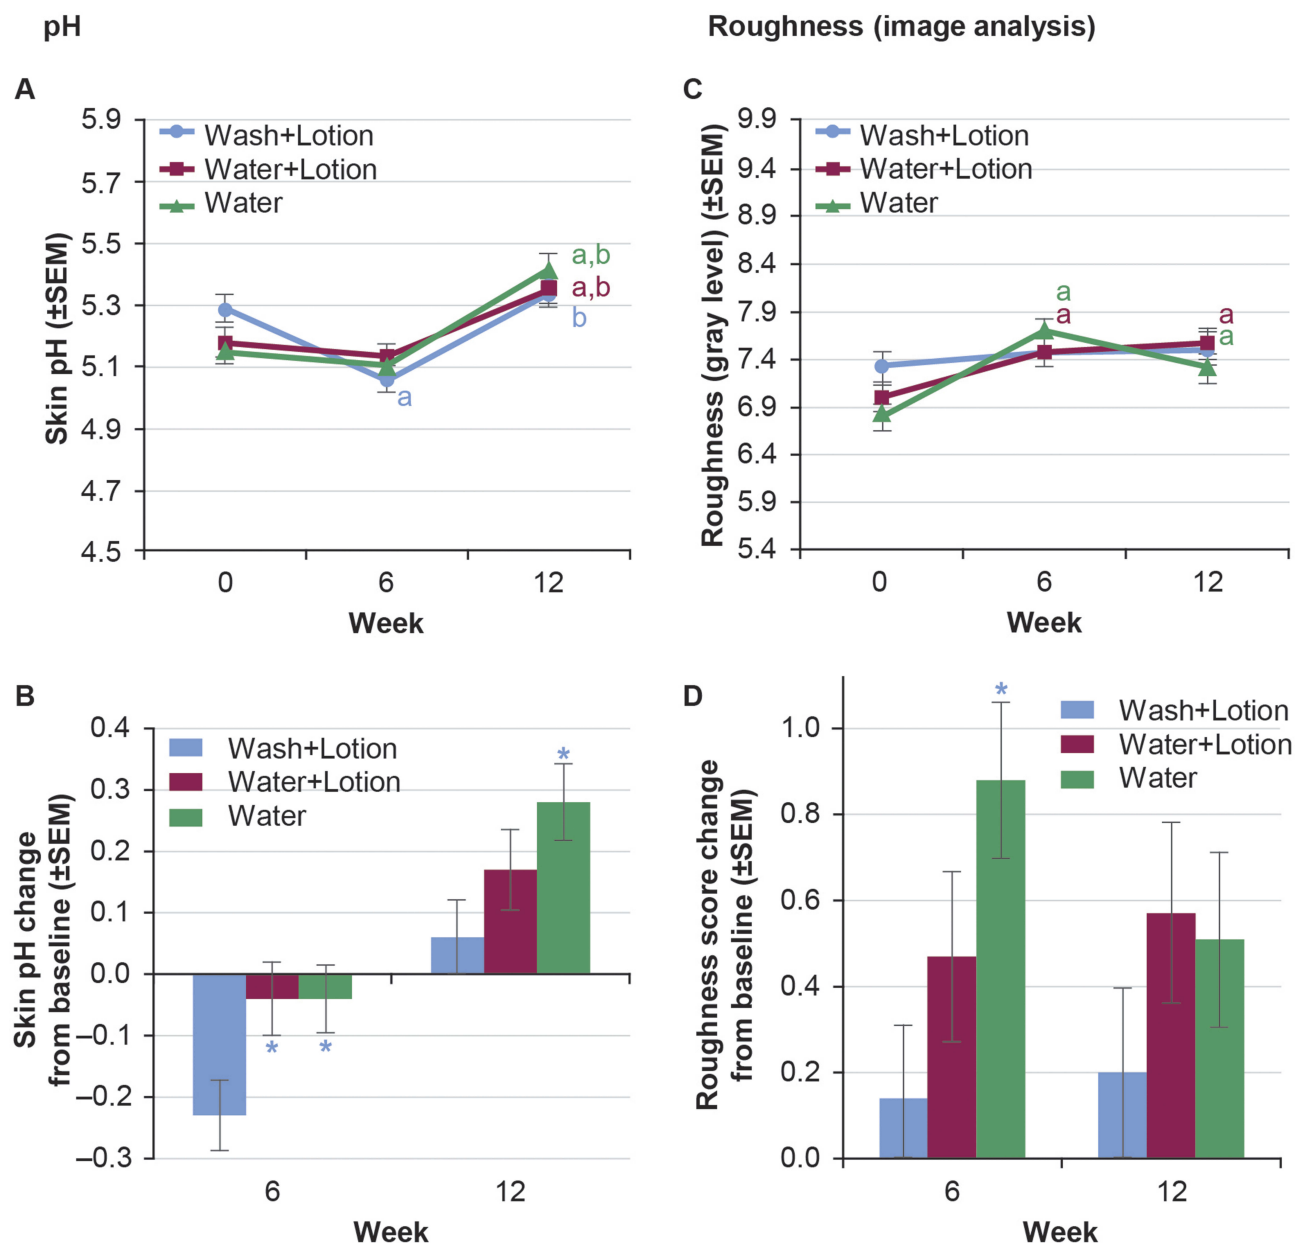 pH
Roughness (image analysis)
A
Skin pH (±SEM)
5.9
5.7
5.5
5.3
5.1
4.9
4.7
4.5
Wash+Lotion
Water+Lotion
Water
a,b
a,b
b
a
0
6
12
Week
C
Roughness (gray level) (±SEM)
9.9
9.4
8.9
8.4
7.9
7.4
6.9
6.4
5.9
5.4
Wash+Lotion
Water+Lotion
Water
a
a
a
a
0
6
12
Week
B
Skin pH change
from baseline (±SEM)
0.4
0.3
0.2
0.1
0.0
–0.1
–0.2
–0.3
Wash+Lotion
Water+Lotion
Water
*
*
*
6
12
Week
D
Roughness score change
from baseline (±SEM)
1.0
0.8
0.6
0.4
0.2
0.0
*
Wash+Lotion
Water+Lotion
Water
6
12
Week